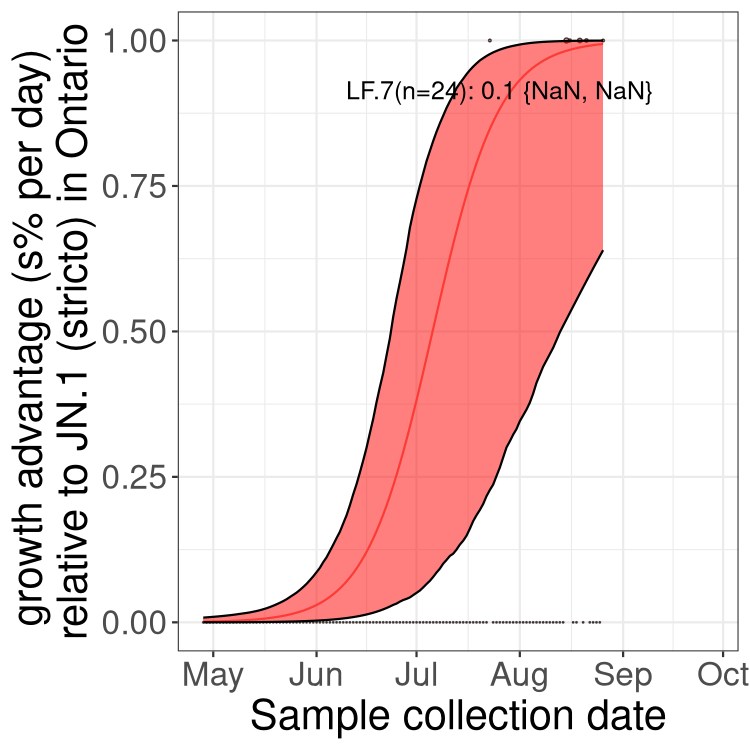 growth advantage (s% per day)
relative to JN.1 (stricto) in Ontario
1.00
0.75
0.50
0.25
0.00
LF.7(n=24): 0.1 {NaN, NaN}
May Jun Jul Aug Sep Oct
Sample collection date